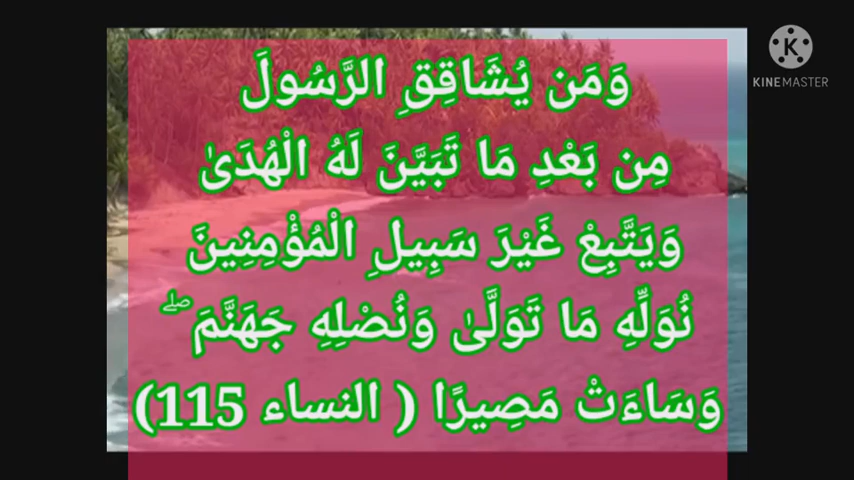 وَمَن يُشَاقِقِ الرَّسُولَ
مِن بَعْدِ مَا تَبَيَّنَ لَهُ الْهُدَىٰ
وَيَتَّبِعْ غَيْرَ سَبِيلِ الْمُؤْمِنِينَ
نُوَلِّهِ مَا تَوَلَّىٰ وَنُصْلِهِ جَهَنَّمَ ۖ
وَسَاءَتْ مَصِيرًا ( النساء 115)
K
KINEMASTER